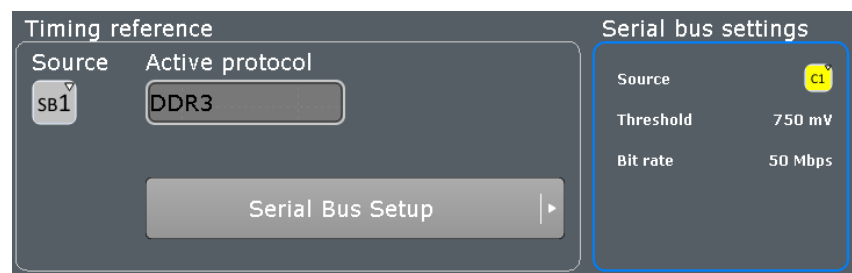 Timing reference
Source
Active protocol
SB1
DDR3
Serial Bus Setup
Serial bus settings
Source
C1
Threshold
750 mV
Bit rate
50 Mbps